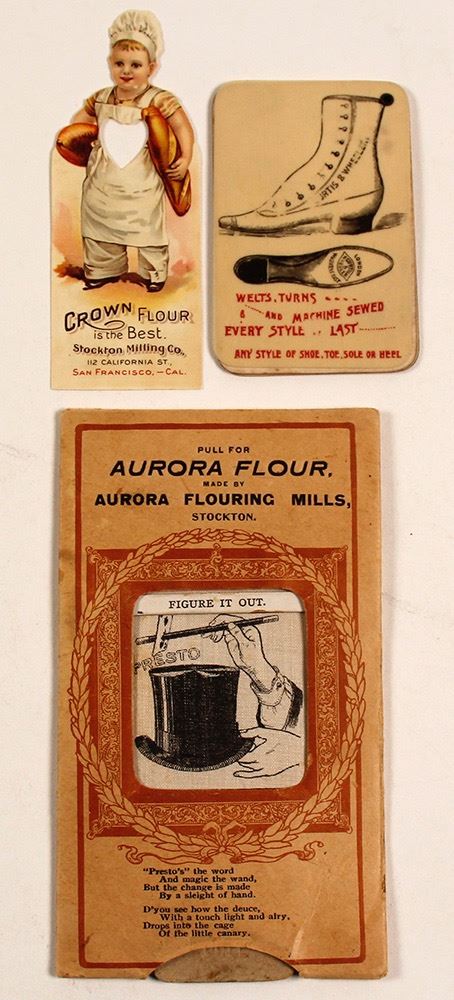 CROWN FLOUR
is the Best.
Stockton Milling Co.,
112 CALIFORNIA ST.,
SAN FRANCISCO, — CAL.
CURTIS & WHEELER
LONDON
WELTS, TURNS
& AND MACHINE SEWED
EVERY STYLE LAST
ANY STYLE OF SHOE, TOE, SOLE OR HEEL
PULL FOR
AURORA FLOUR,
MADE BY
AURORA FLOURING MILLS,
STOCKTON.
FIGURE IT OUT.
PRESTO
"Presto's" the word
And magic the wand,
But the change is made
By a sleight of hand.
D'you see how the deuce,
With a touch light and airy,
Drops into the cage
Of the little canary.